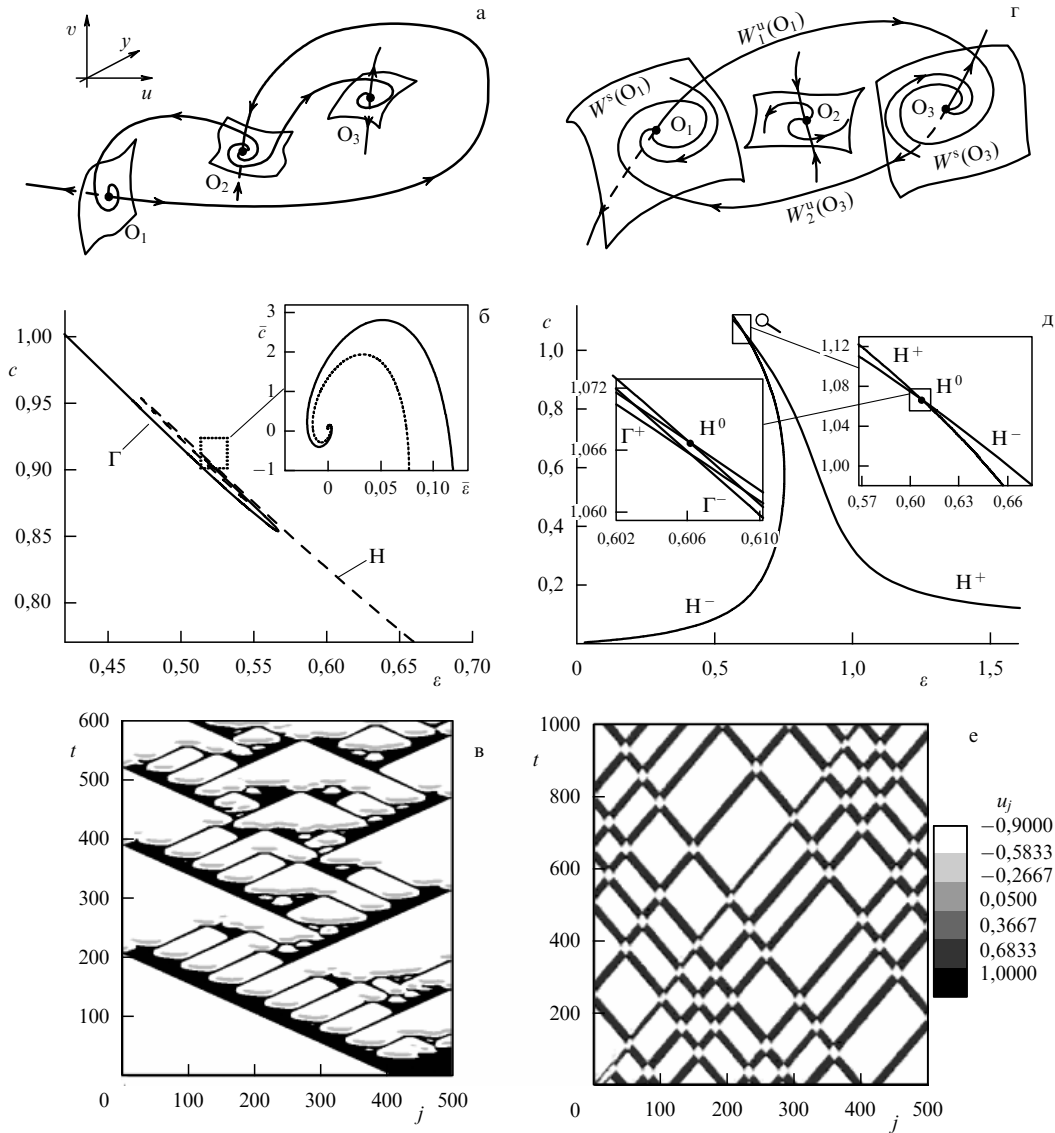 а
v
y
u
O1
O2
O3
г
W1u(O1)
Ws(O1)
O1
O2
O3
Ws(O3)
W2u(O3)
б
c
1,00
0,95
0,90
0,85
0,80
Γ
H
3
c̄
2
1
0
−1
0
0,05
0,10
ε̄
0,45
0,50
0,55
0,60
0,65
0,70
ε
д
c
1,0
0,8
0,6
0,4
0,2
1,12
1,08
1,04
1,00
H+
H0
H−
0,57
0,60
0,63
0,66
1,072
1,066
1,060
Γ+
H0
Γ−
0,602
0,606
0,610
H−
H+
0,5
1,0
1,5
ε
в
600
t
500
400
300
200
100
0
100
200
300
400
500
j
е
1000
t
800
600
400
200
0
100
200
300
400
500
j
uj
−0,9000
−0,5833
−0,2667
0,0500
0,3667
0,6833
1,0000